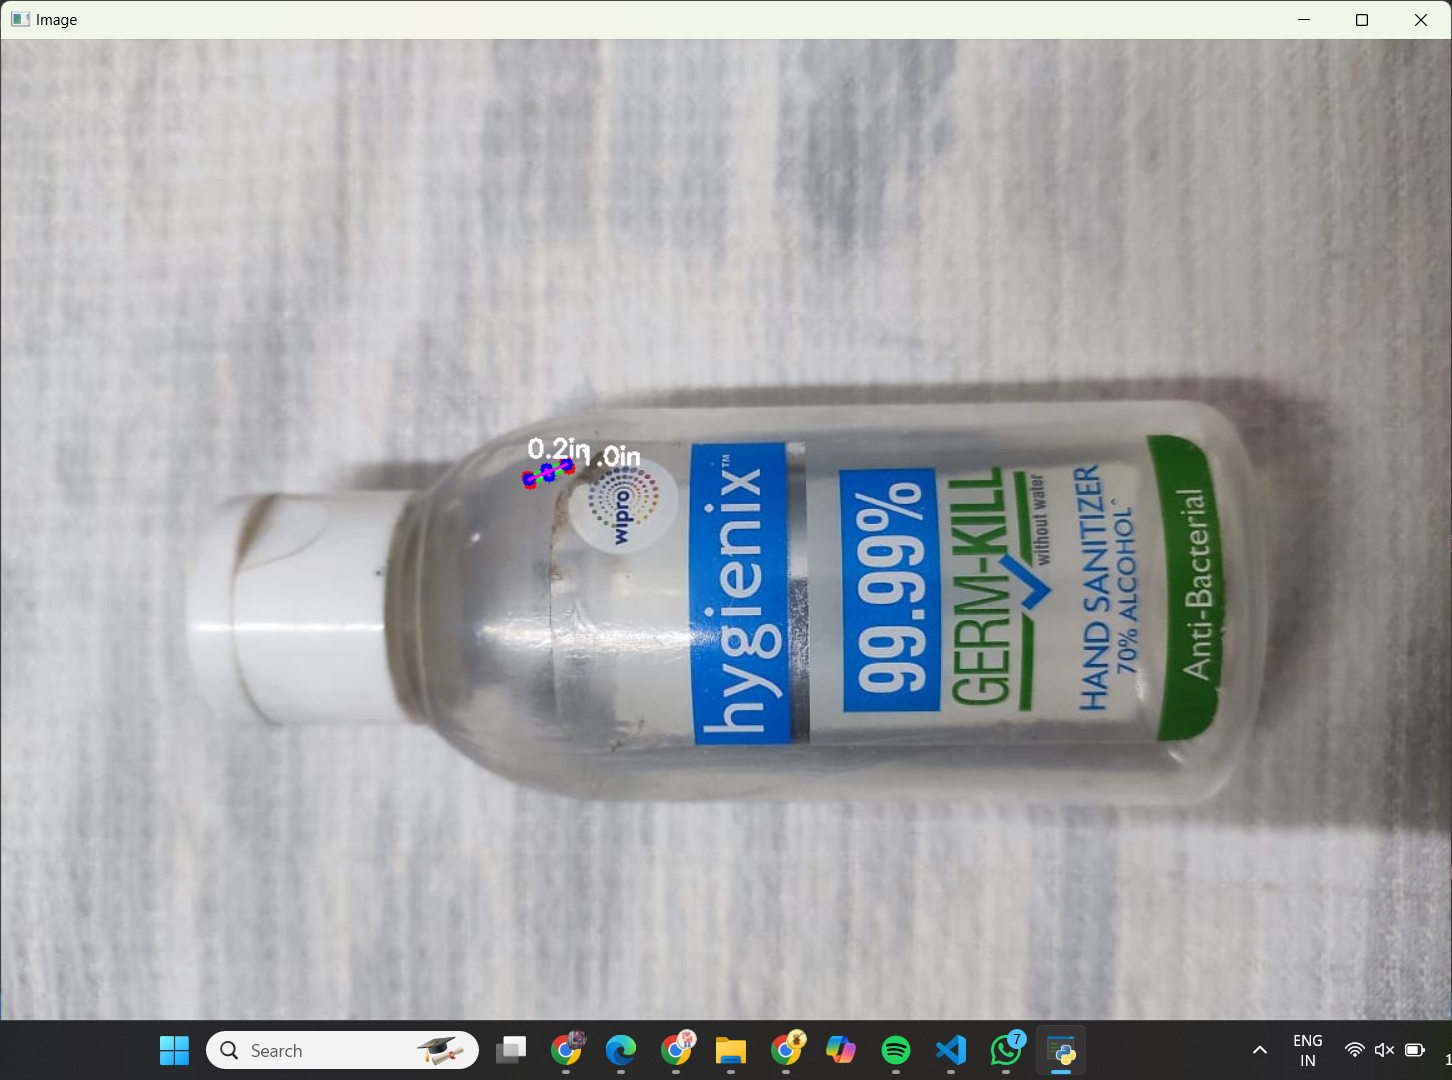 Image
0.2in
1.0in
wipro
hygienix™
99.99%
GERM-KILL
without water
HAND SANITIZER
70% ALCOHOL^
Anti-Bacterial
Search
7
ENG
IN